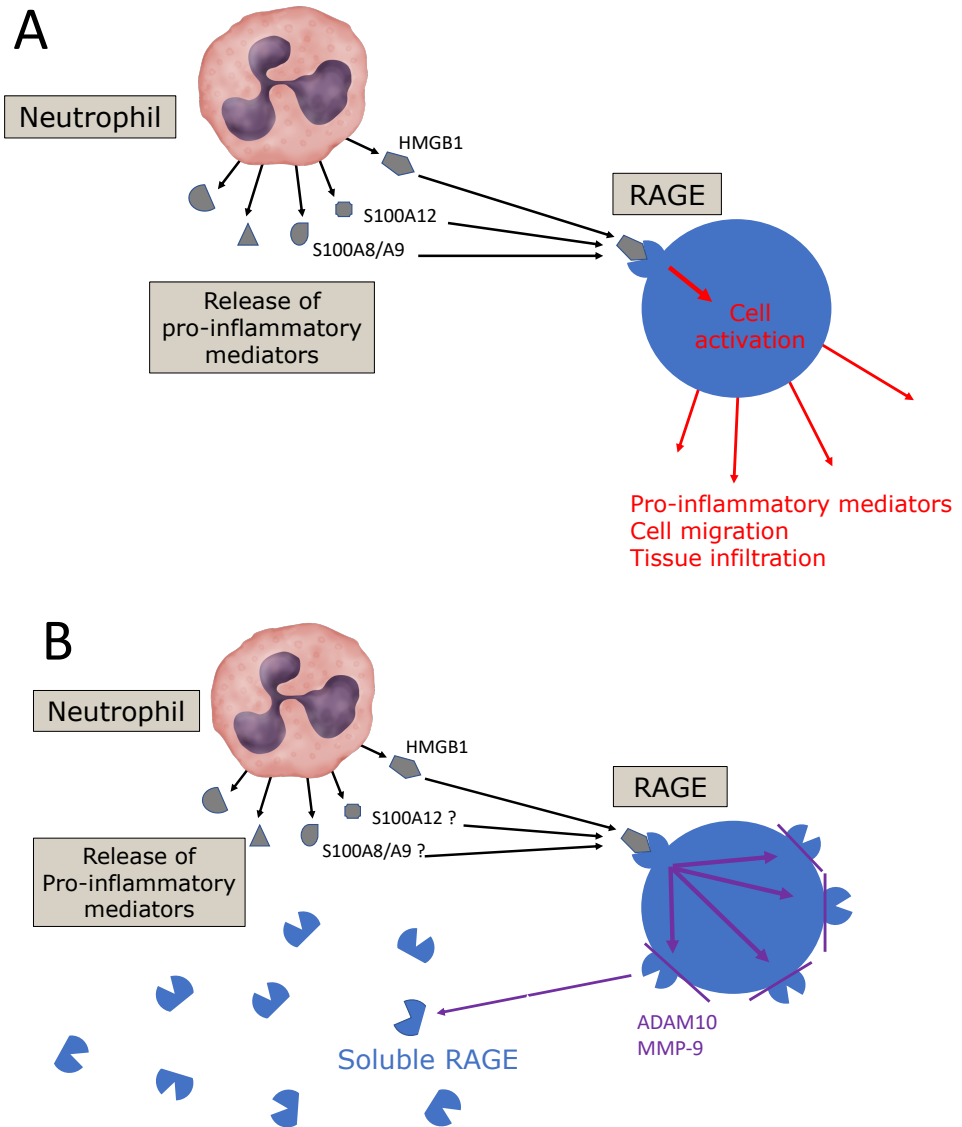 A
Neutrophil
HMGB1
RAGE
S100A12
S100A8/A9
Release of
pro-inflammatory
mediators
Cell
activation
Pro-inflammatory mediators
Cell migration
Tissue infiltration
B
Neutrophil
HMGB1
RAGE
S100A12 ?
S100A8/A9 ?
Release of
Pro-inflammatory
mediators
ADAM10
MMP-9
Soluble RAGE